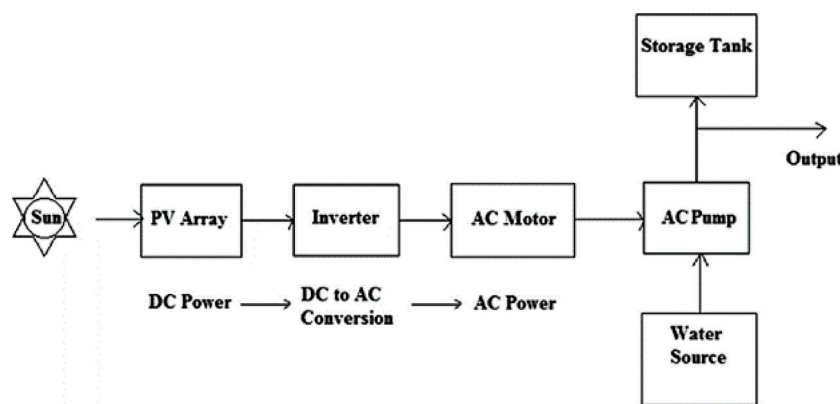 Storage Tank
Output
Sun
PV Array
Inverter
AC Motor
AC Pump
DC Power
DC to AC
Conversion
AC Power
Water
Source